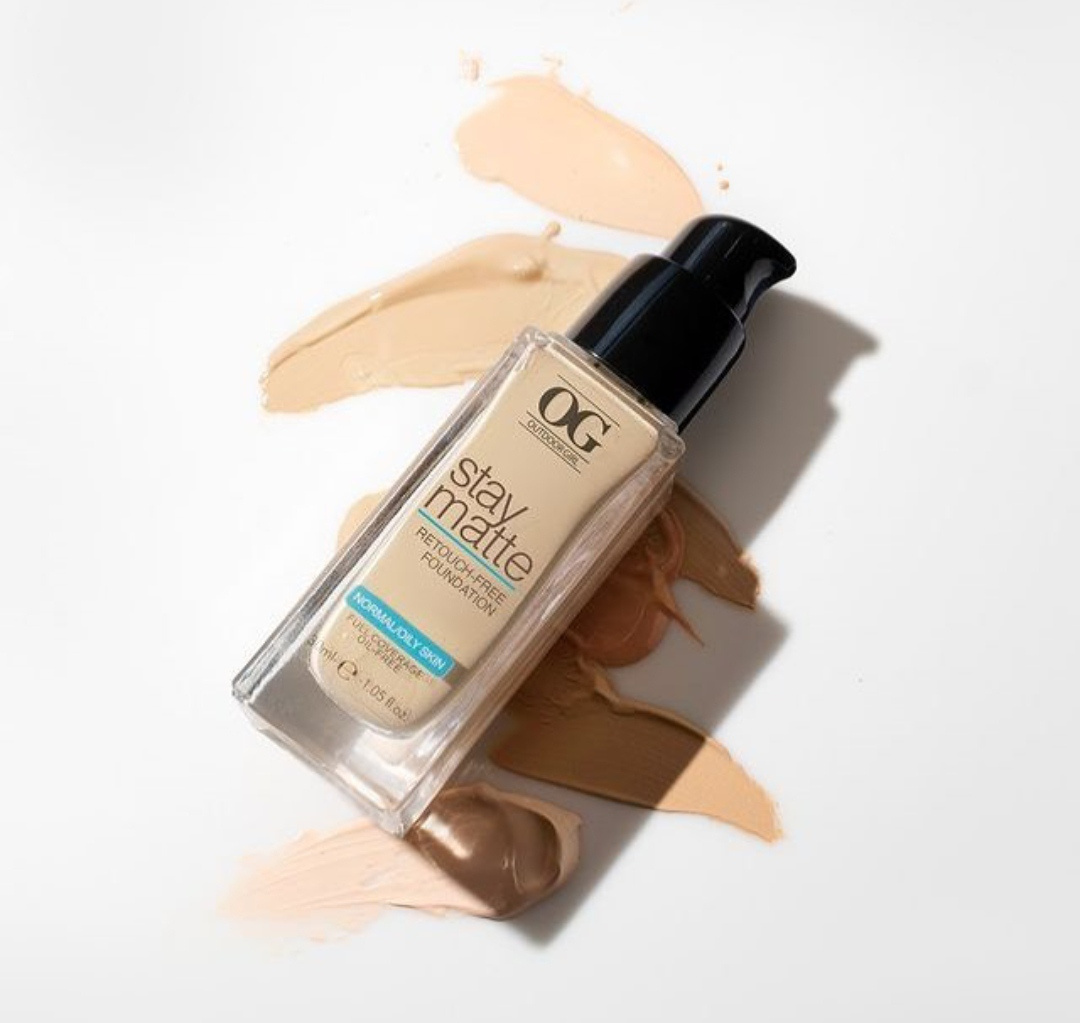 OG
OUTDOOR GIRL
stay
matte
RETOUCH-FREE
FOUNDATION
NORMAL/OILY SKIN
FULL COVERAGE
OIL-FREE
ml ℮ 1.05 fl.oz